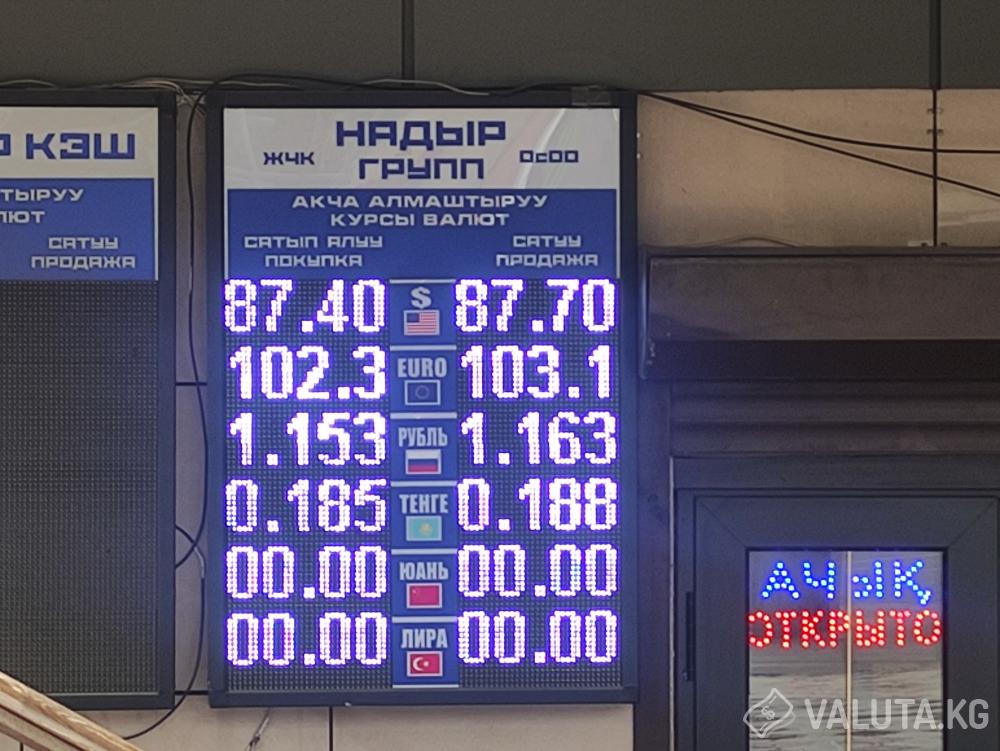 Р КЭШ
ТЫРУУ
ЛЮТ
САТУУ
ПРОДАЖА
НАДЫР
ЖЧК ГРУПП ОсОО
АКЧА АЛМАШТЫРУУ
КУРСЫ ВАЛЮТ
САТЫП АЛУУ САТУУ
ПОКУПКА ПРОДАЖА
87.40 $ 87.70
102.3 EURO 103.1
1.153 РУБЛЬ 1.163
0.185 ТЕНГЕ 0.188
00.00 ЮАНЬ 00.00
00.00 ЛИРА 00.00
АЧЫК
ОТКРЫТО
VALUTA.KG